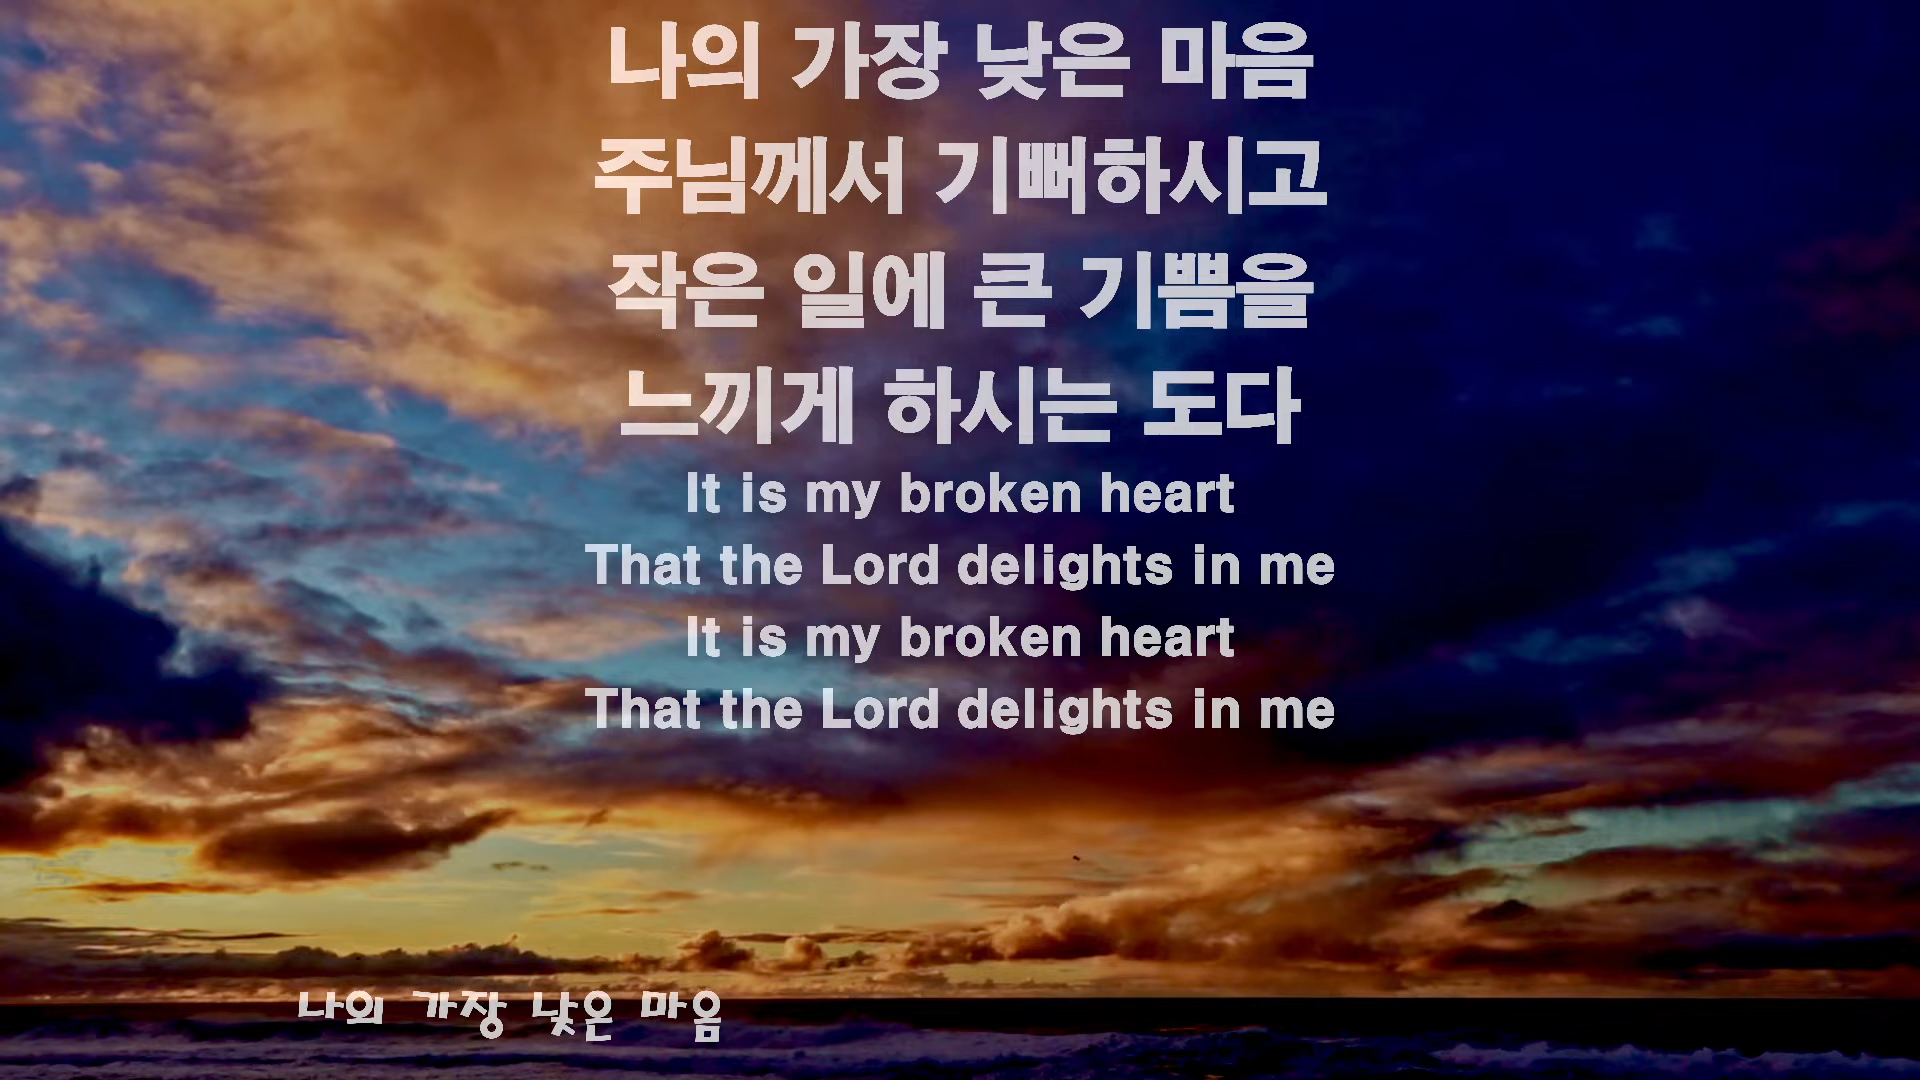 나의 가장 낮은 마음
주님께서 기뻐하시고
작은 일에 큰 기쁨을
느끼게 하시는 도다
It is my broken heart
That the Lord delights in me
It is my broken heart
That the Lord delights in me
나의 가장 낮은 마음